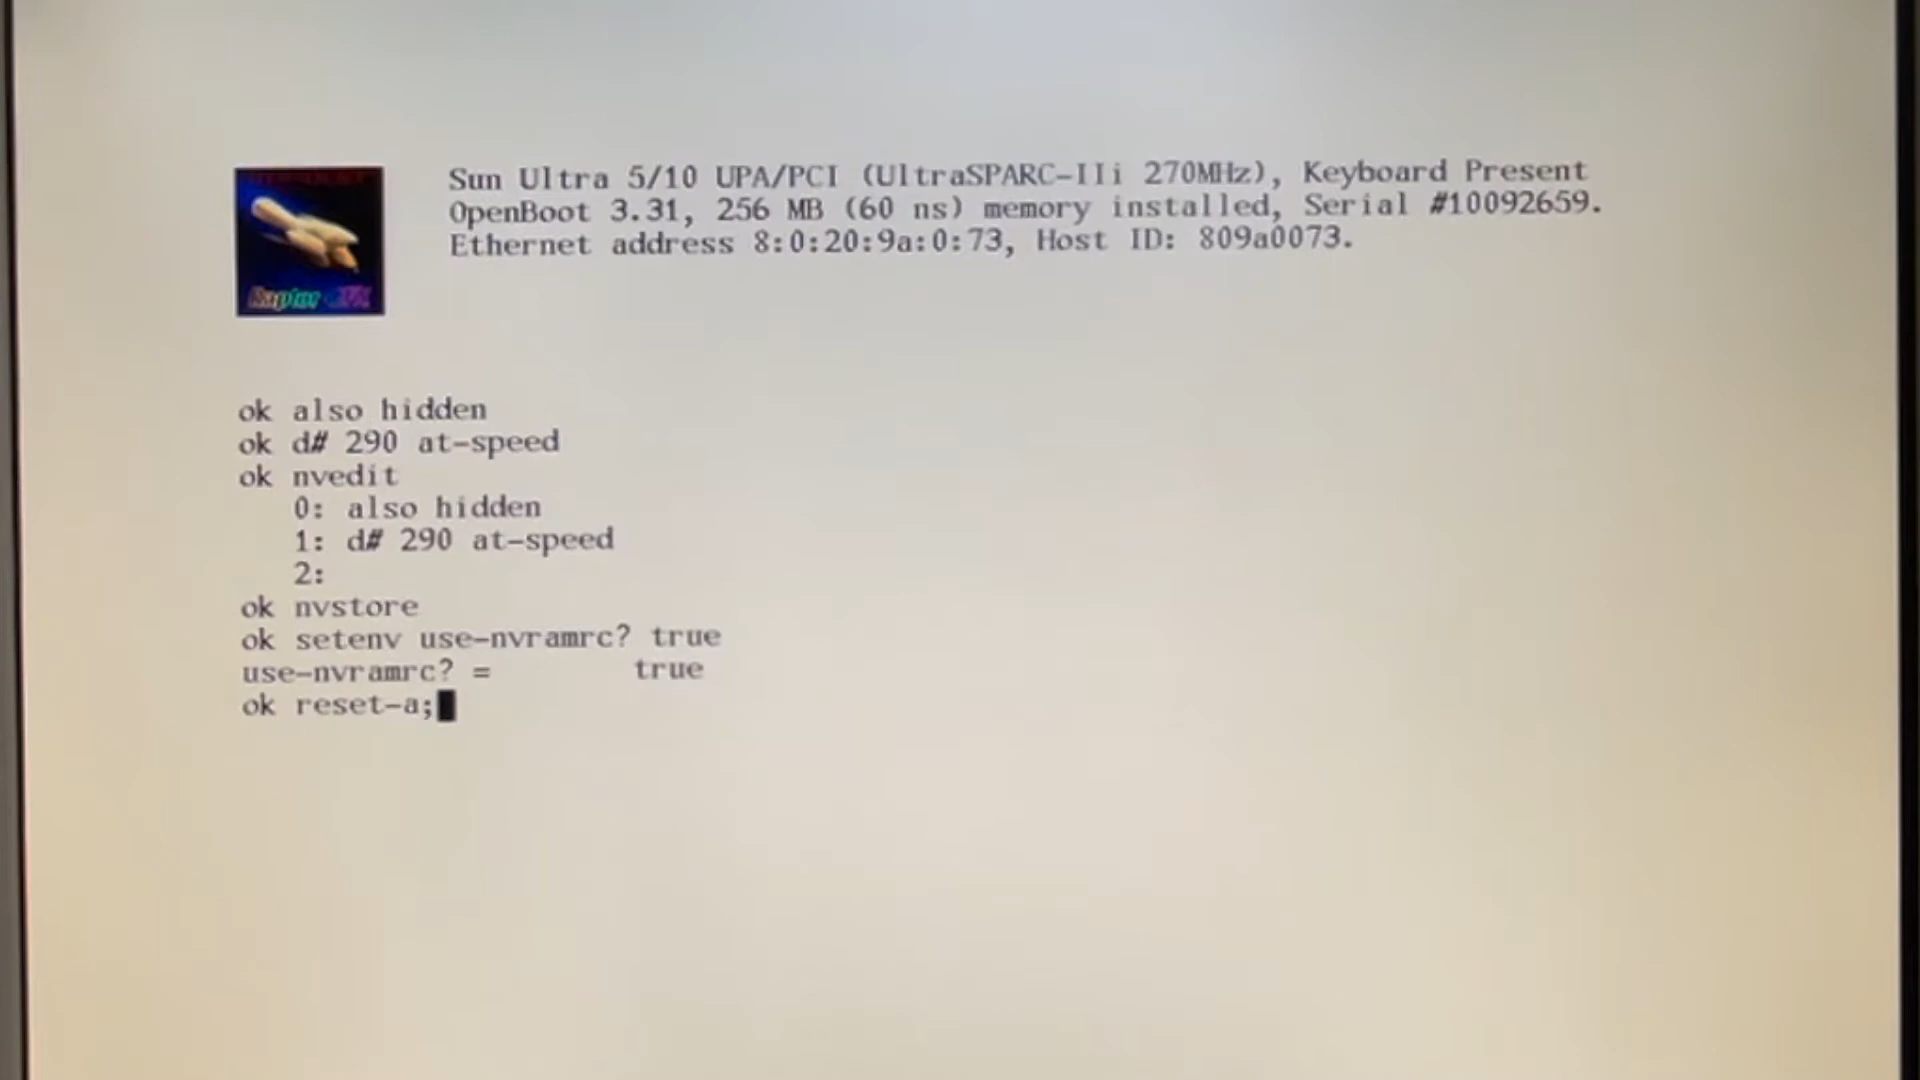 Sun Ultra 5/10 UPA/PCI (UltraSPARC-IIi 270MHz), Keyboard Present
OpenBoot 3.31, 256 MB (60 ns) memory installed, Serial #10092659.
Ethernet address 8:0:20:9a:0:73, Host ID: 809a0073.
Raptor GFX
ok also hidden
ok d# 290 at-speed
ok nvedit
0: also hidden
1: d# 290 at-speed
2:
ok nvstore
ok setenv use-nvramrc? true
use-nvramrc? = true
ok reset-a;